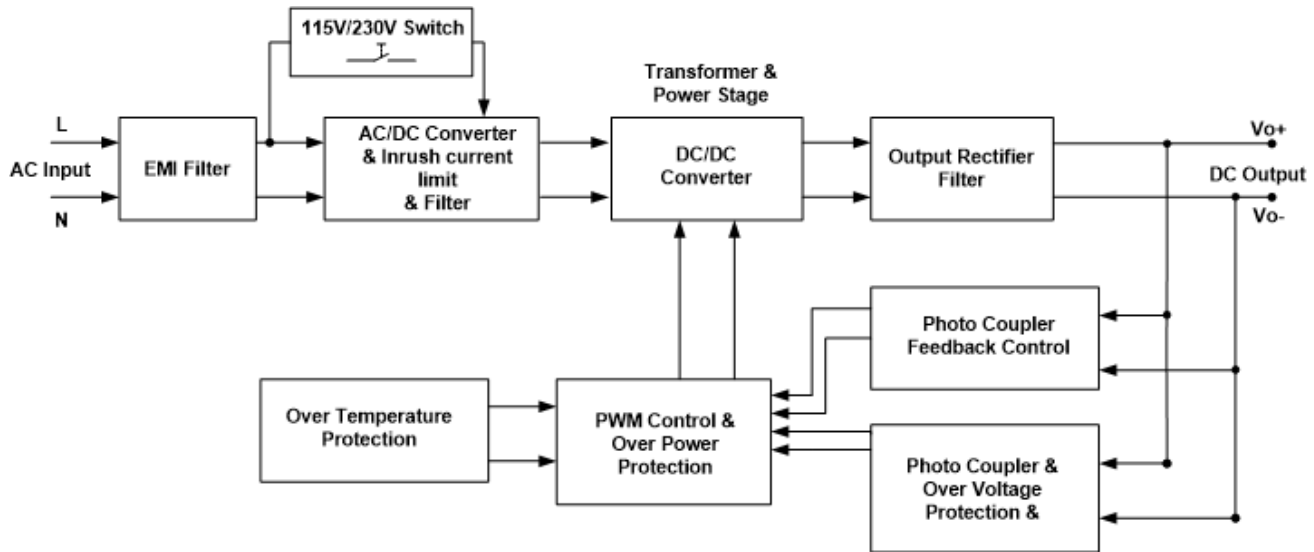 115V/230V Switch
Transformer &
Power Stage
L
AC Input
N
EMI Filter
AC/DC Converter
& Inrush current
limit
& Filter
DC/DC
Converter
Output Rectifier
Filter
Vo+
DC Output
Vo-
Photo Coupler
Feedback Control
Over Temperature
Protection
PWM Control &
Over Power
Protection
Photo Coupler &
Over Voltage
Protection &